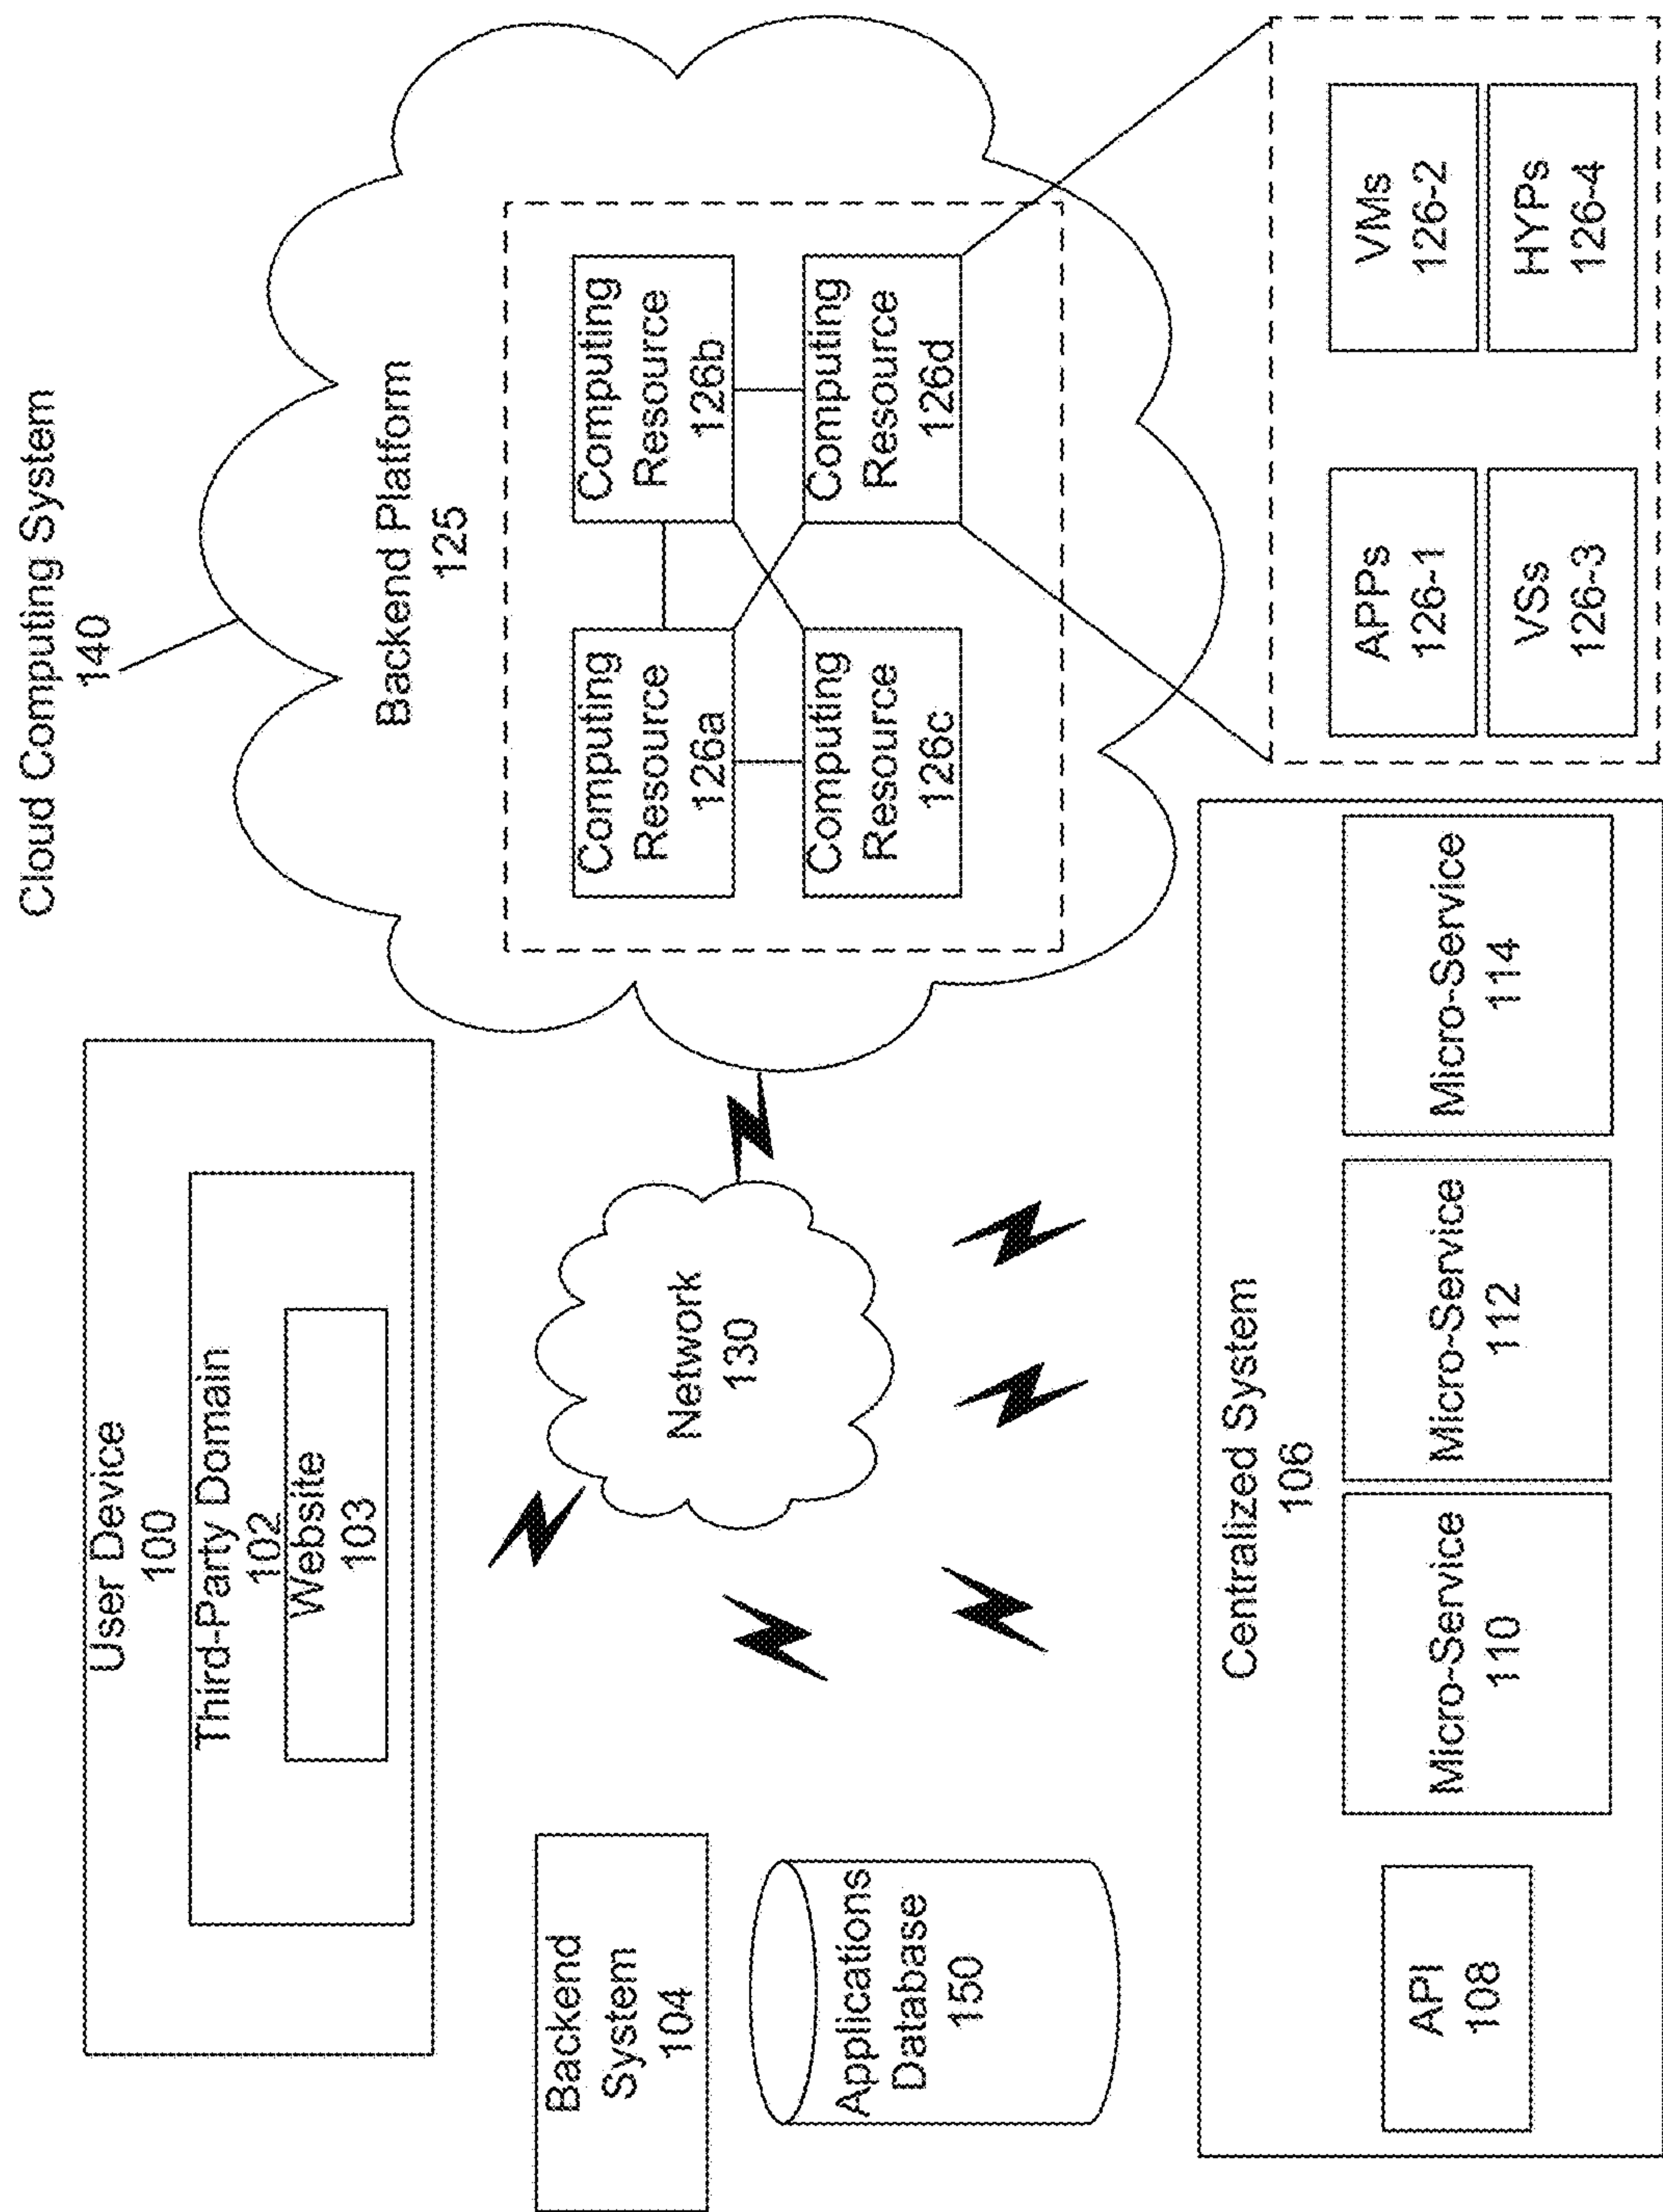 Cloud Computing System
140
User Device
100
Third-Party Domain
102
Website
103
Backend Platform
125
Computing
Resource
126a
Computing
Resource
126b
Computing
Resource
126c
Computing
Resource
126d
Backend
System
104
Network
130
Applications
Database
150
Centralized System
106
API
108
Micro-Service
110
Micro-Service
112
Micro-Service
114
APPs
126-1
VMs
126-2
VSs
126-3
HYPs
126-4